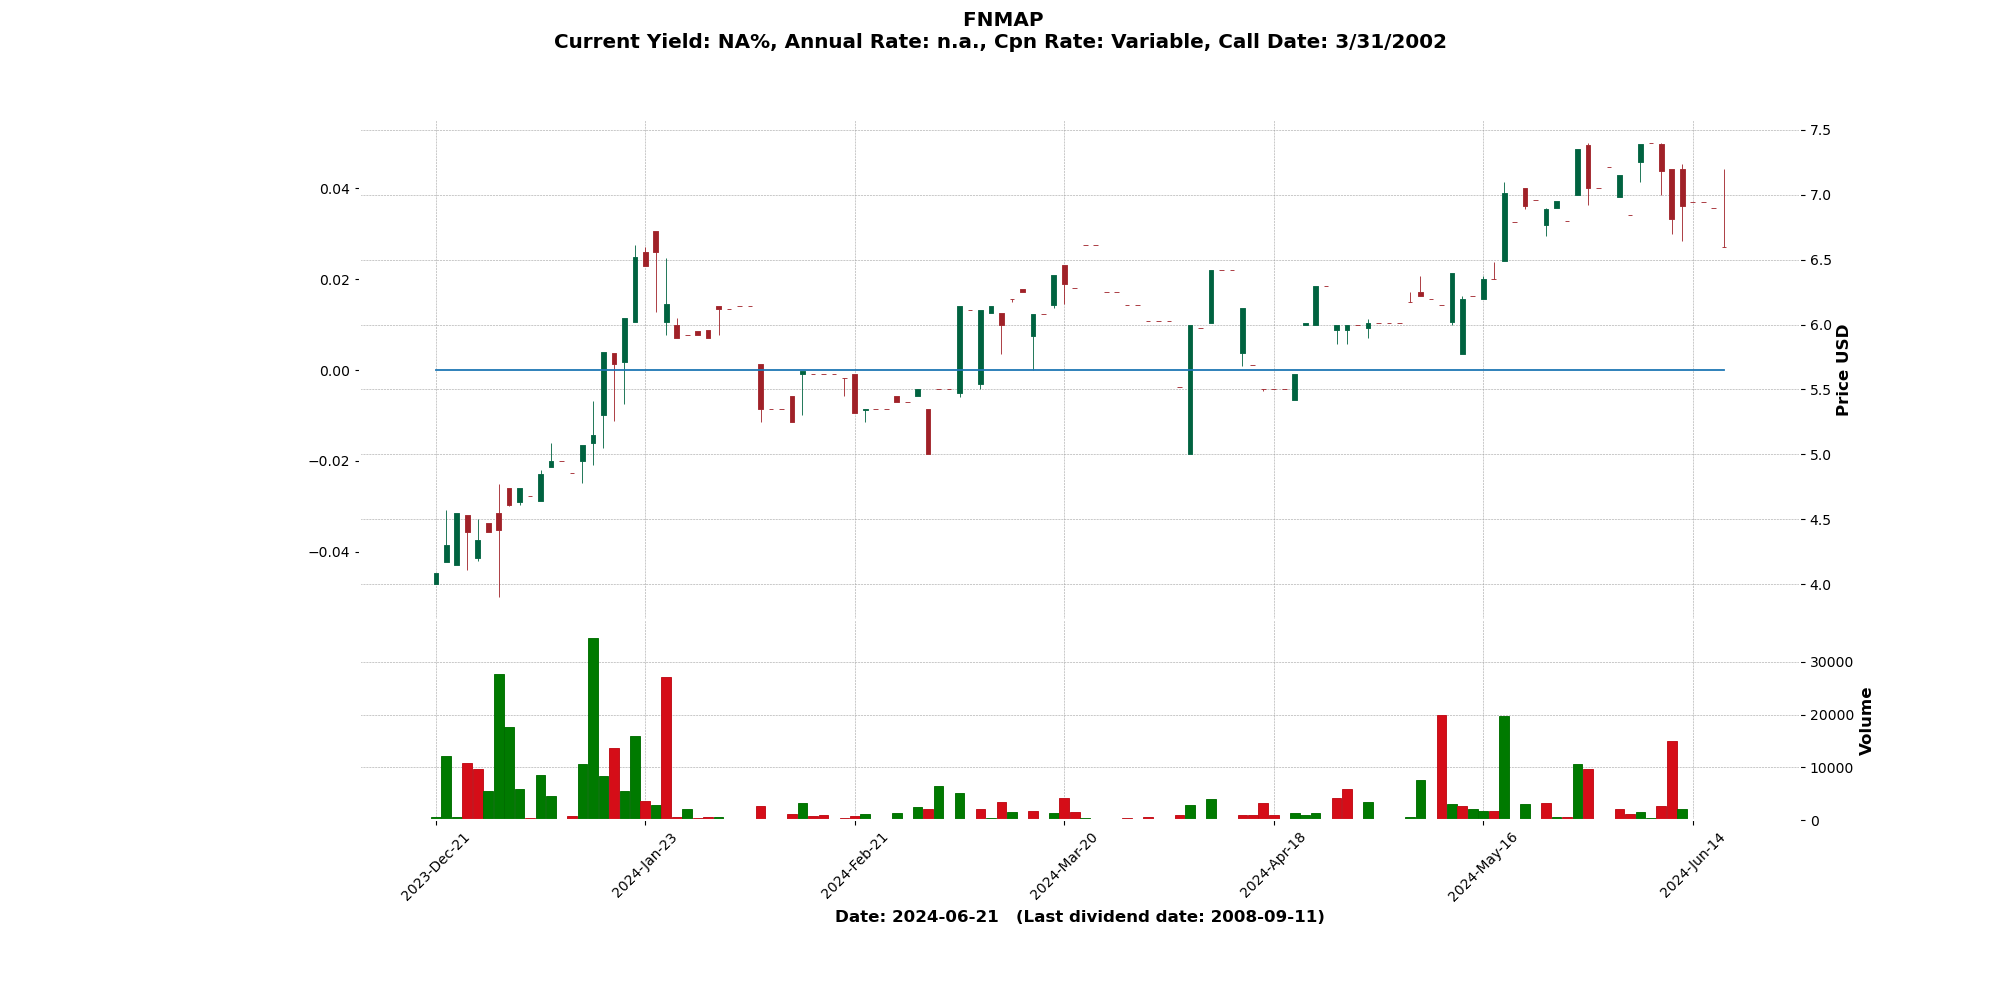 FNMAP
Current Yield: NA%, Annual Rate: n.a., Cpn Rate: Variable, Call Date: 3/31/2002
0.04
0.02
0.00
−0.02
−0.04
7.5
7.0
6.5
6.0
5.5
5.0
4.5
4.0
Price USD
30000
20000
10000
0
Volume
2023-Dec-21
2024-Jan-23
2024-Feb-21
2024-Mar-20
2024-Apr-18
2024-May-16
2024-Jun-14
Date: 2024-06-21 (Last dividend date: 2008-09-11)